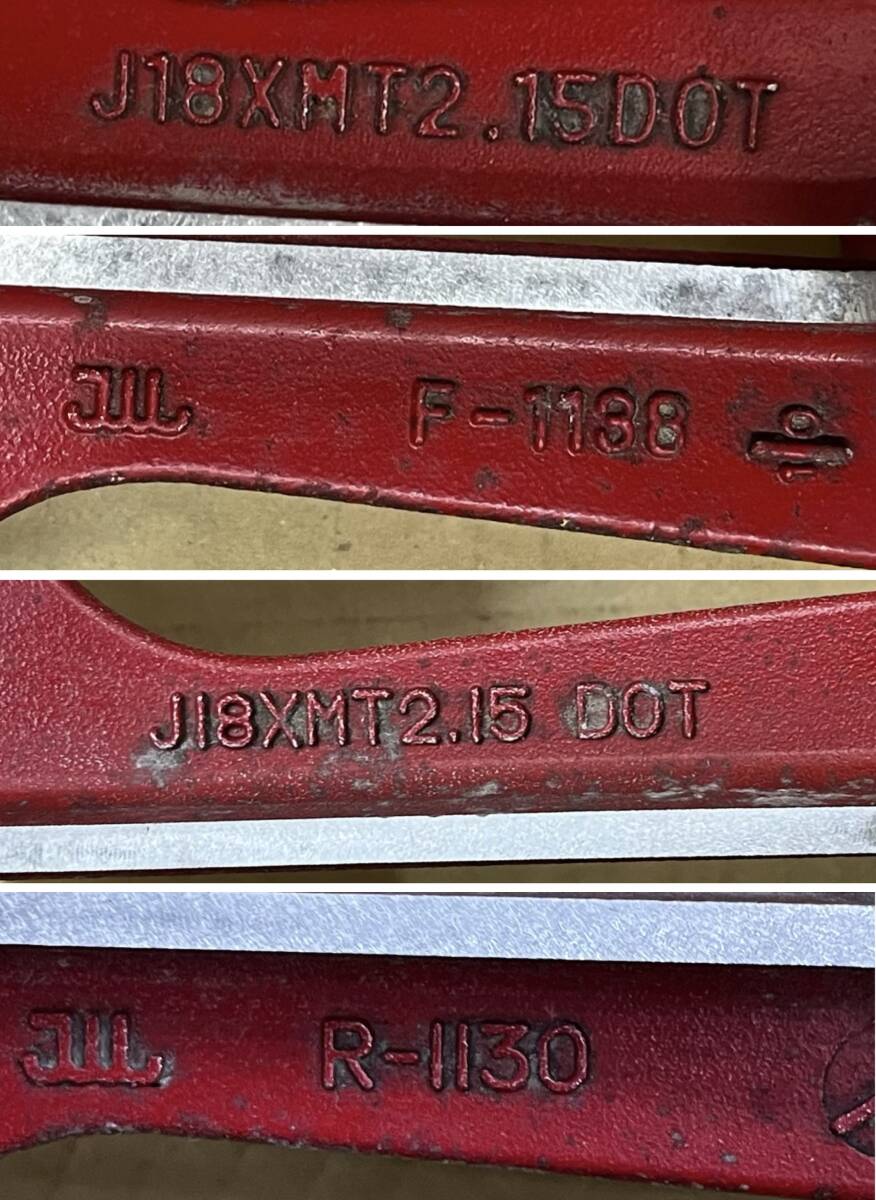 J18XMT2.15DOT
JWL F-1138
J18XMT2.15 DOT
JWL R-1130